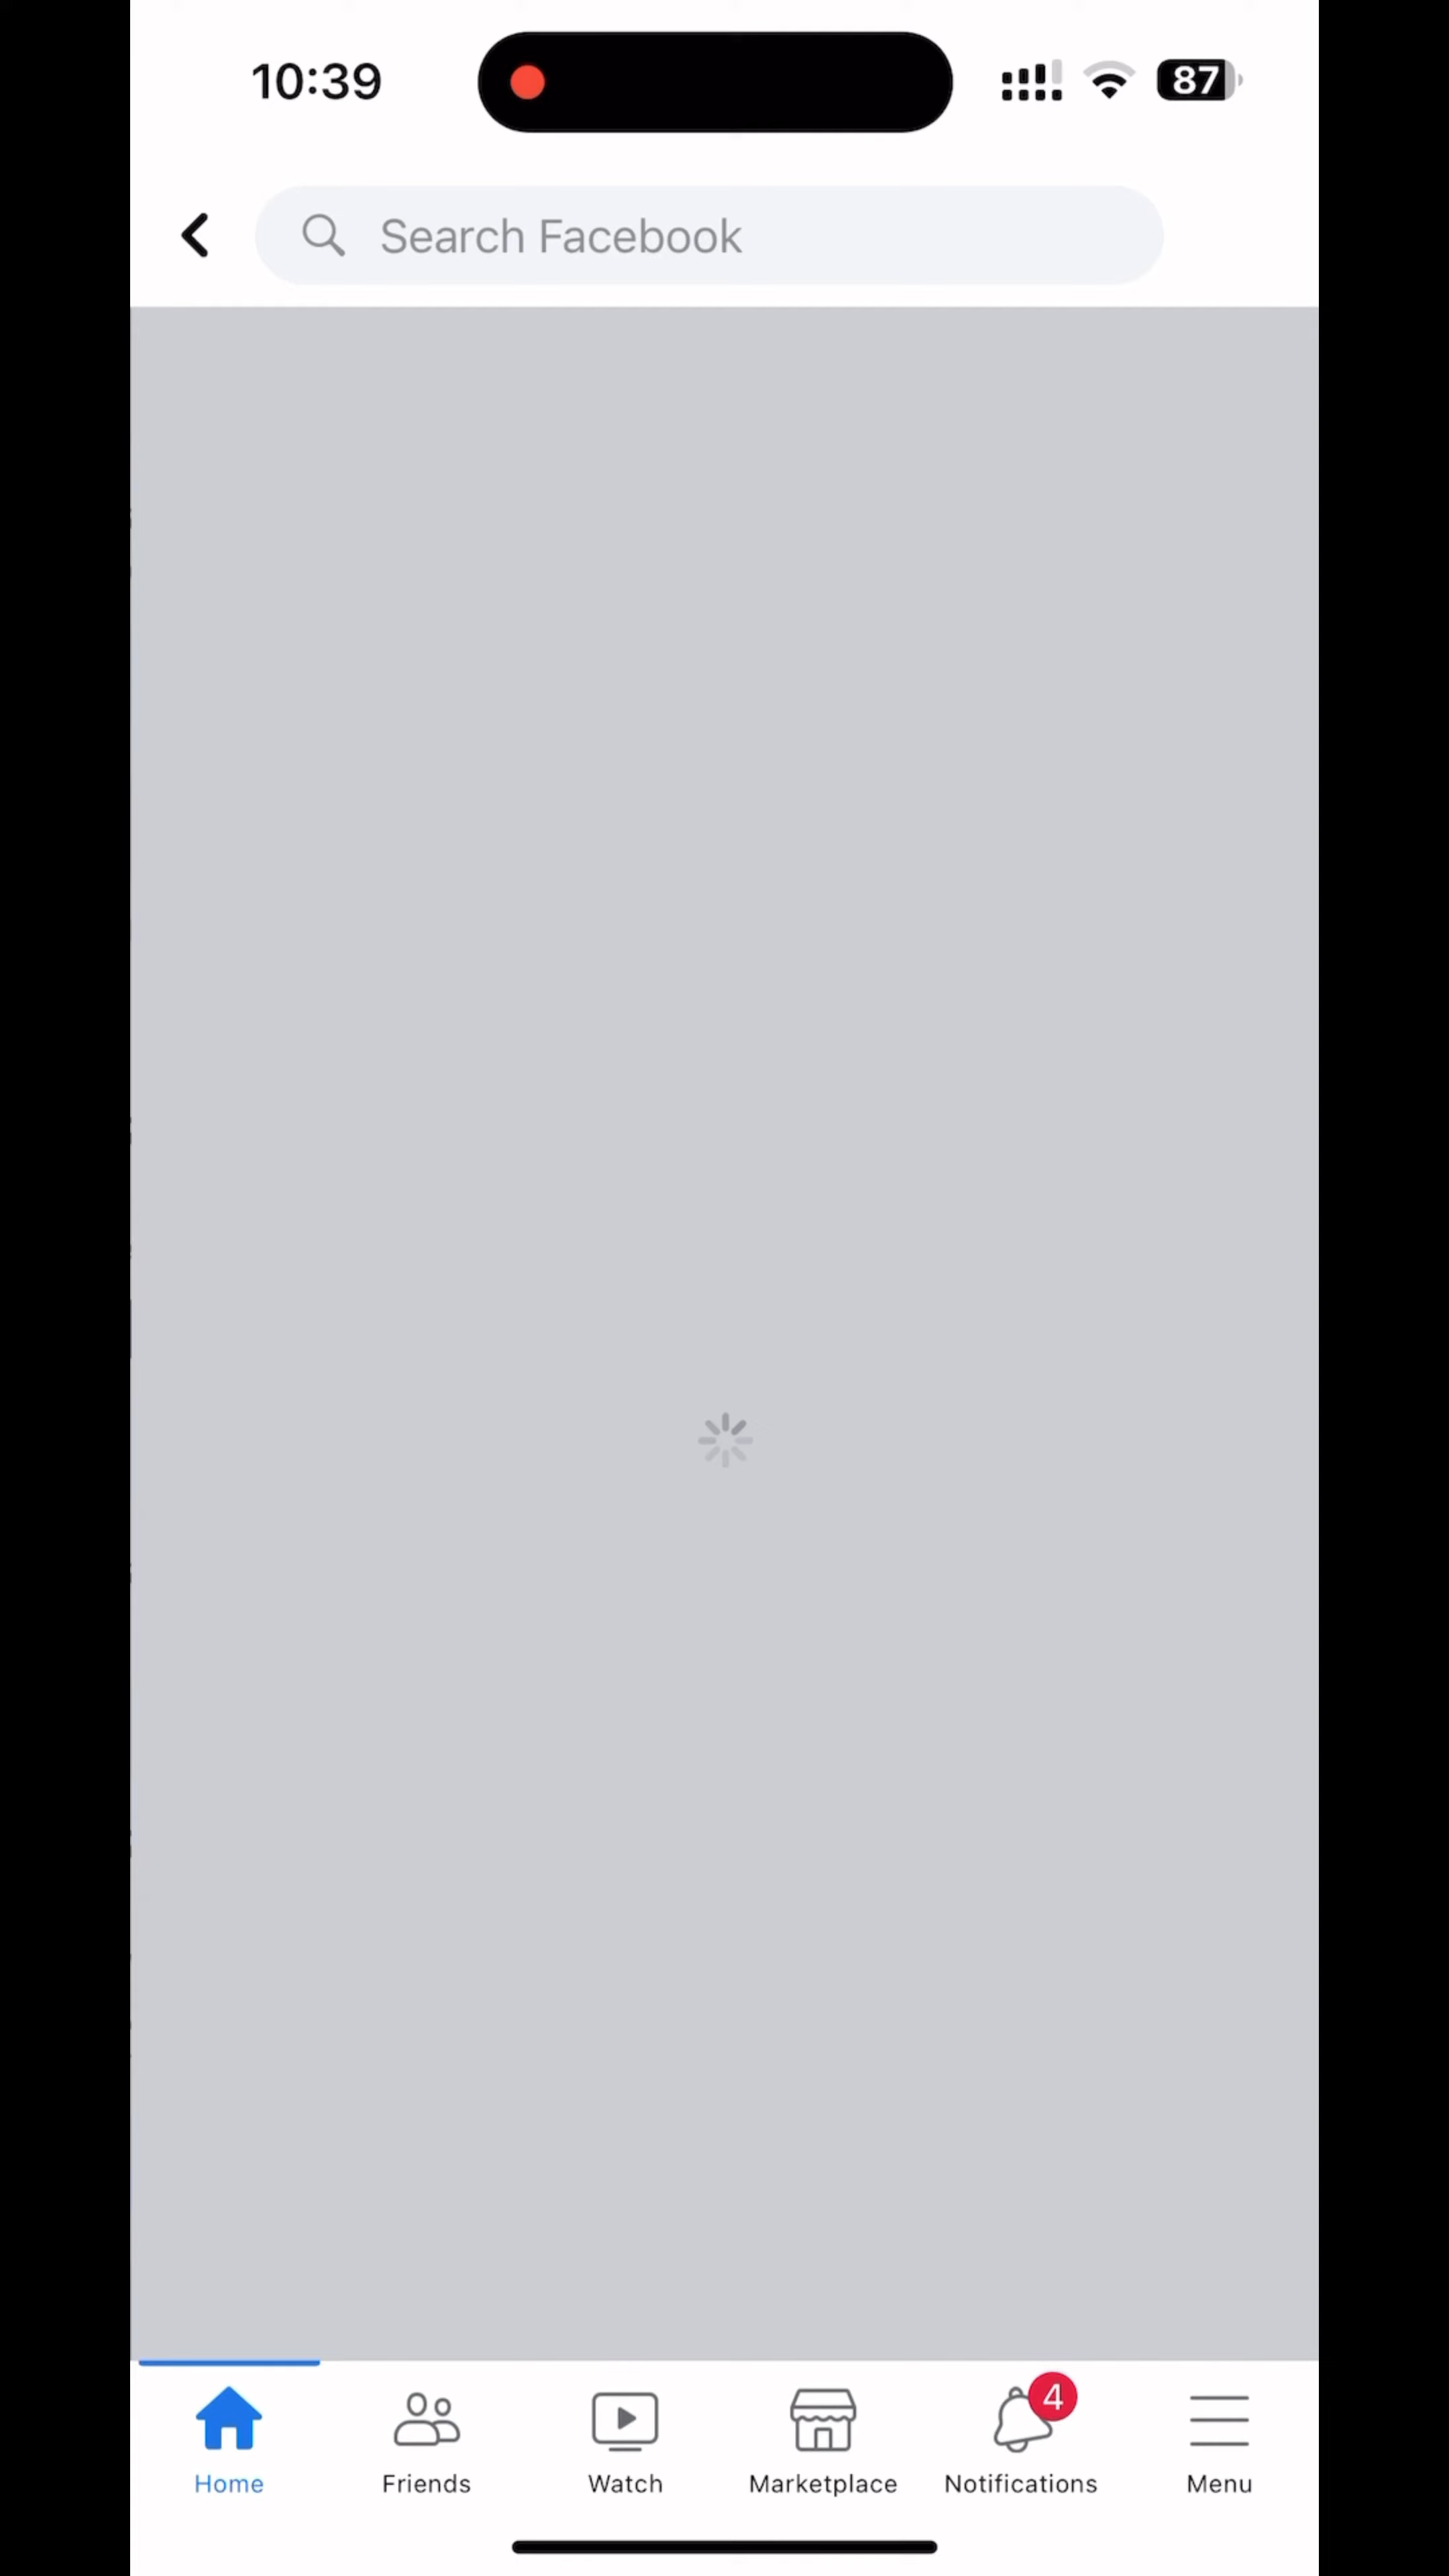 10:39
87
Search Facebook
4
Home
Friends
Watch
Marketplace
Notifications
Menu